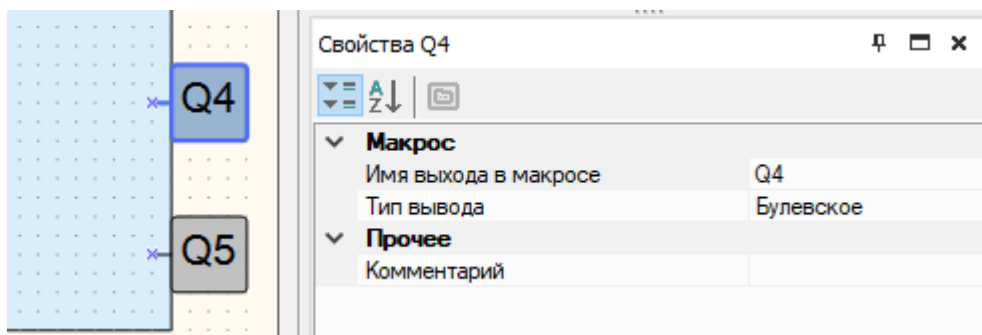 Q4
Q5
Свойства Q4
Макрос
Имя выхода в макросе Q4
Тип вывода Булевское
Прочее
Комментарий